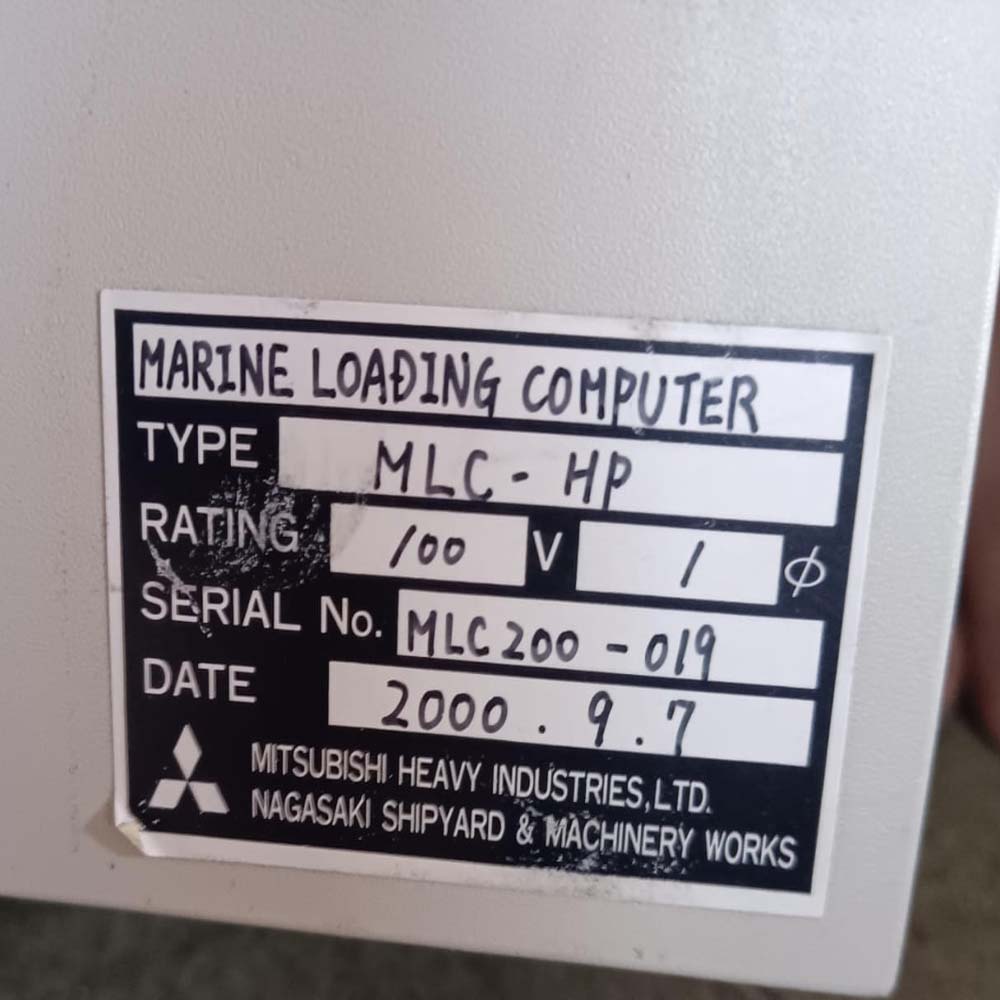 MARINE LOADING COMPUTER
TYPE MLC - HP
RATING 100 V 1 ϕ
SERIAL No. MLC200 - 019
DATE 2000 . 9 . 7
MITSUBISHI HEAVY INDUSTRIES, LTD.
NAGASAKI SHIPYARD & MACHINERY WORKS